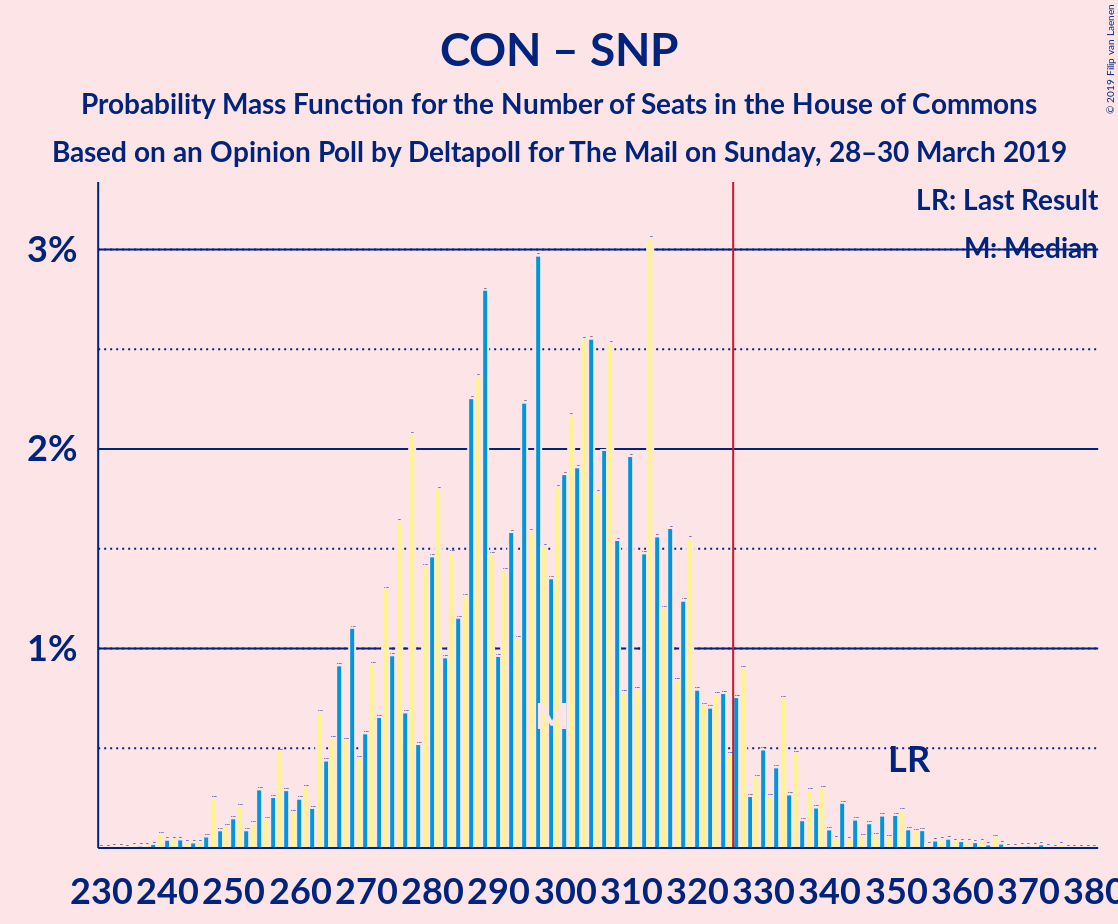 CON – SNP
Probability Mass Function for the Number of Seats in the House of Commons
Based on an Opinion Poll by Deltapoll for The Mail on Sunday, 28–30 March 2019
© 2019 Filip van Laenen
LR: Last Result
M: Median
3%
2%
1%
M
LR
230 240 250 260 270 280 290 300 310 320 330 340 350 360 370 380